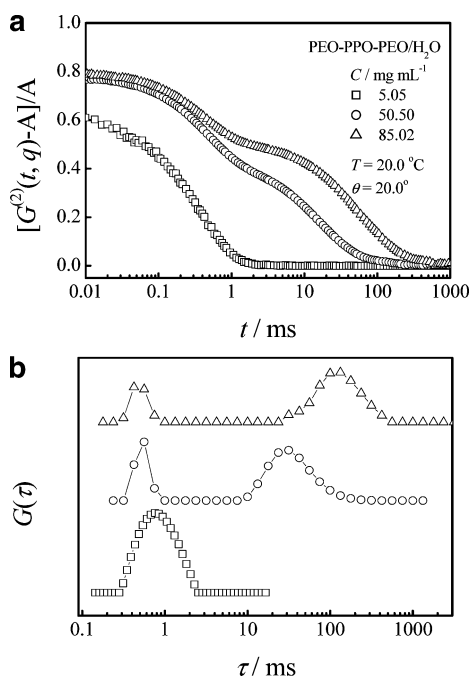 a
PEO-PPO-PEO/H₂O
C / mg mL⁻¹
5.05
50.50
85.02
T = 20.0 °C
θ = 20.0°
[G⁽²⁾(t, q)-A]/A
0.8
0.6
0.4
0.2
0.0
0.01 0.1 1 10 100 1000
t / ms
b
G(τ)
0.1 1 10 100 1000
τ / ms